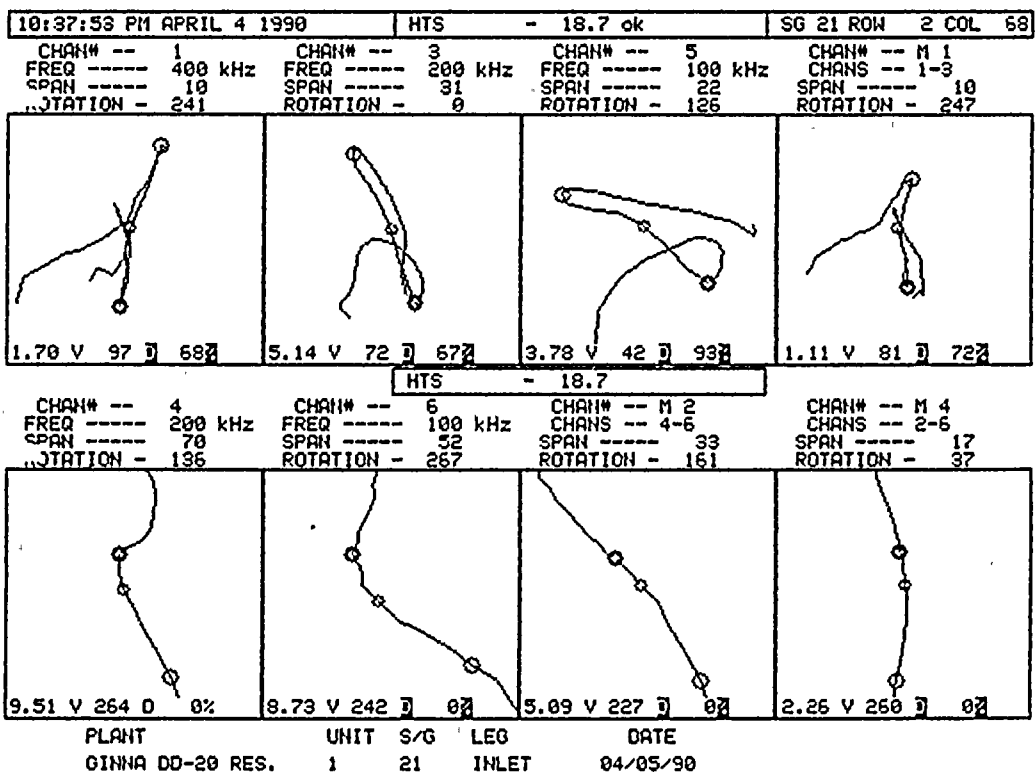 10:37:53 PM APRIL 4 1990 HTS - 18.7 ok SG 21 ROW 2 COL 68
CHAN# -- 1 CHAN# -- 3 CHAN# -- 5 CHAN# -- M 1
FREQ ----- 400 kHz FREQ ----- 200 kHz FREQ ----- 100 kHz CHANS -- 1-3
SPAN ----- 10 SPAN ----- 31 SPAN ----- 22 SPAN ----- 10
OTATION - 241 ROTATION - 0 ROTATION - 126 ROTATION - 247
1.70 V 97 D 68% 5.14 V 72 D 67% 3.78 V 42 D 93% 1.11 V 81 D 72%
HTS - 18.7
CHAN# -- 4 CHAN# -- 6 CHAN# -- M 2 CHAN# -- M 4
FREQ ----- 200 kHz FREQ ----- 100 kHz CHANS -- 4-6 CHANS -- 2-6
SPAN ----- 70 SPAN ----- 52 SPAN ----- 33 SPAN ----- 17
OTATION - 136 ROTATION - 267 ROTATION - 161 ROTATION - 37
9.51 V 264 D 0% 8.73 V 242 D 0% 5.09 V 227 D 0% 2.26 V 260 D 0%
PLANT UNIT S/G LEG DATE
GINNA DD-20 RES. 1 21 INLET 04/05/90